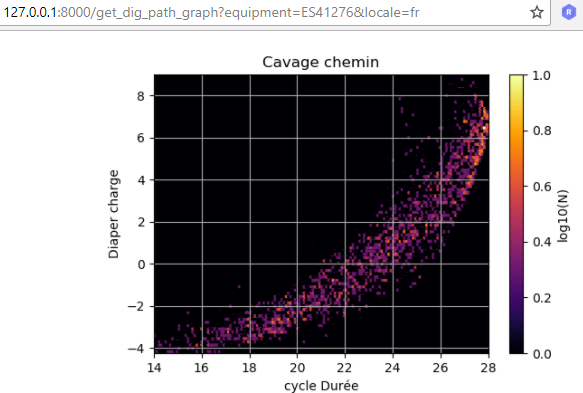 127.0.0.1:8000/get_dig_path_graph?equipment=ES41276&locale=fr
R
Cavage chemin
1.0
0.8
0.6
0.4
0.2
0.0
log10(N)
8
6
4
2
0
−2
−4
Diaper charge
14 16 18 20 22 24 26 28
cycle Durée